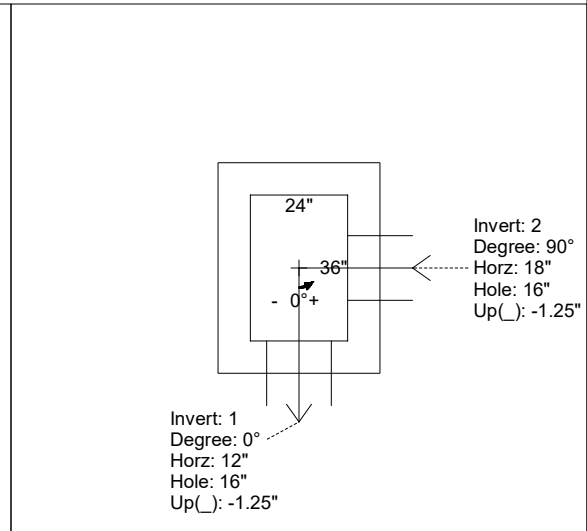 24"
36"
- 0°+
Invert: 2
Degree: 90°
Horz: 18"
Hole: 16"
Up(_): -1.25"
Invert: 1
Degree: 0°
Horz: 12"
Hole: 16"
Up(_): -1.25"